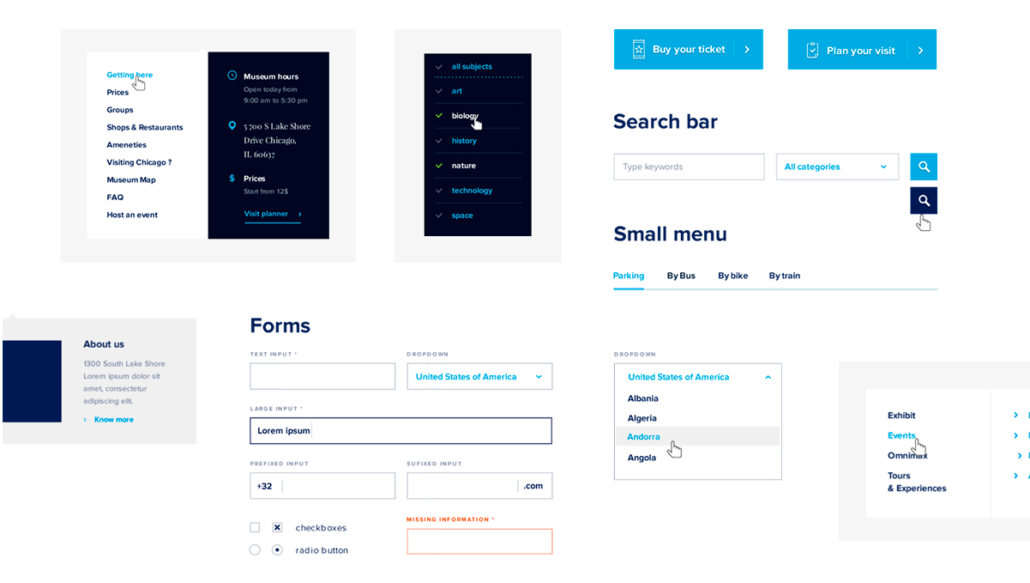 Getting here
Prices
Groups
Shops & Restaurants
Ameneties
Visiting Chicago ?
Museum Map
FAQ
Host an event
Museum hours
Open today from
9:00 am to 5:30 pm
5 700 S Lake Shore
Drive Chicago,
IL 60637
$ Prices
Start from 12$
Visit planner
all subjects
art
biology
history
nature
technology
space
Buy your ticket
Plan your visit
Search bar
Type keywords
All categories
Small menu
Parking
By Bus
By bike
By train
About us
1300 South Lake Shore
Lorem ipsum dolor sit
amet, consectetur
adipiscing elit.
Know more
Forms
TEXT INPUT *
DROPDOWN
United States of America
LARGE INPUT *
Lorem ipsum
PREFIXED INPUT
+32
SUFIXED INPUT
.com
checkboxes
radio button
MISSING INFORMATION *
DROPDOWN
United States of America
Albania
Algeria
Andorra
Angola
Exhibit
Events
Omnimax
Tours
& Experiences